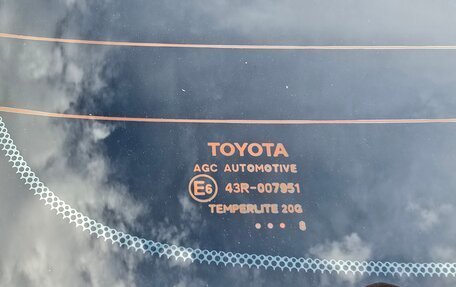 TOYOTA
AGC AUTOMOTIVE
E6 43R-007951
TEMPERLITE 20G
••• 8